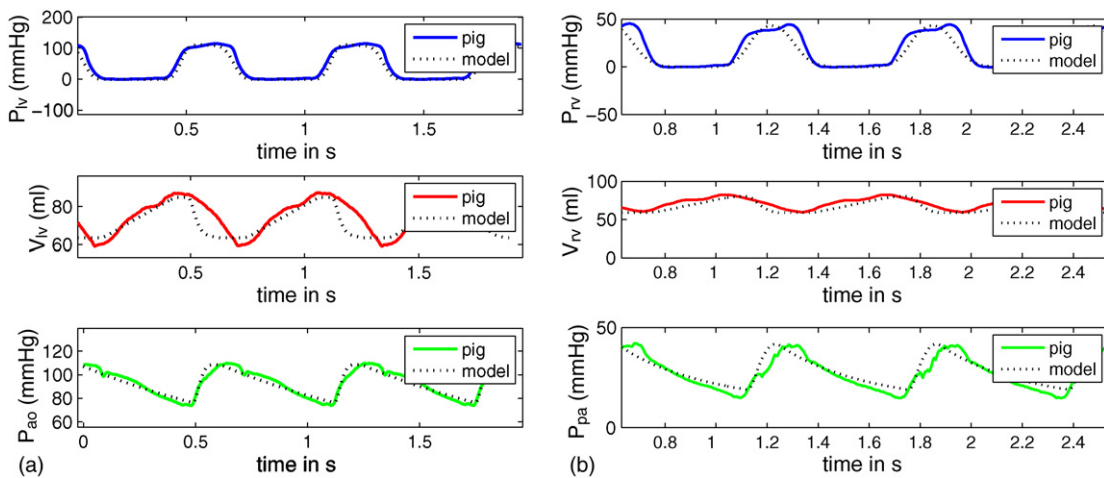 200
100
0
−100
P_lv (mmHg)
pig
model
0.5
1
1.5
time in s
80
60
V_lv (ml)
pig
model
0.5
1
1.5
time in s
120
100
80
60
P_ao (mmHg)
pig
model
0
0.5
1
1.5
time in s
(a)
50
0
−50
P_rv (mmHg)
pig
model
0.8
1
1.2
1.4
1.6
1.8
2
2.2
2.4
time in s
100
50
0
V_rv (ml)
pig
model
0.8
1
1.2
1.4
1.6
1.8
2
2.2
2.4
time in s
50
0
P_pa (mmHg)
pig
model
0.8
1
1.2
1.4
1.6
1.8
2
2.2
2.4
time in s
(b)